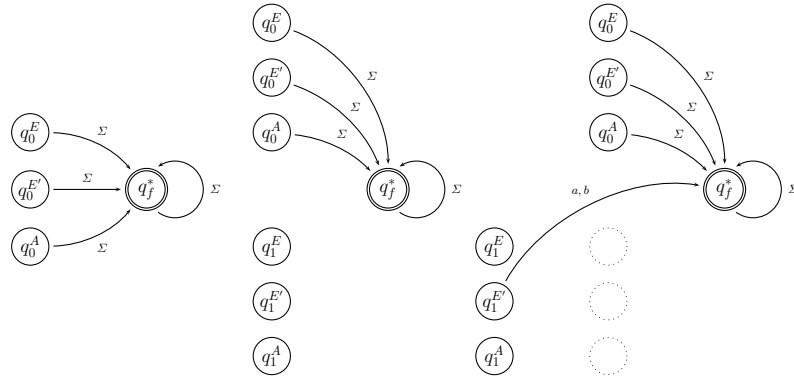 q_0^E
Σ
q_0^{E'}
Σ
q_0^A
Σ
q_f^*
Σ
q_0^E
Σ
q_0^{E'}
Σ
q_0^A
Σ
q_f^*
Σ
q_1^E
q_1^{E'}
q_1^A
q_0^E
Σ
q_0^{E'}
Σ
q_0^A
Σ
q_f^*
Σ
a, b
q_1^E
q_1^{E'}
q_1^A